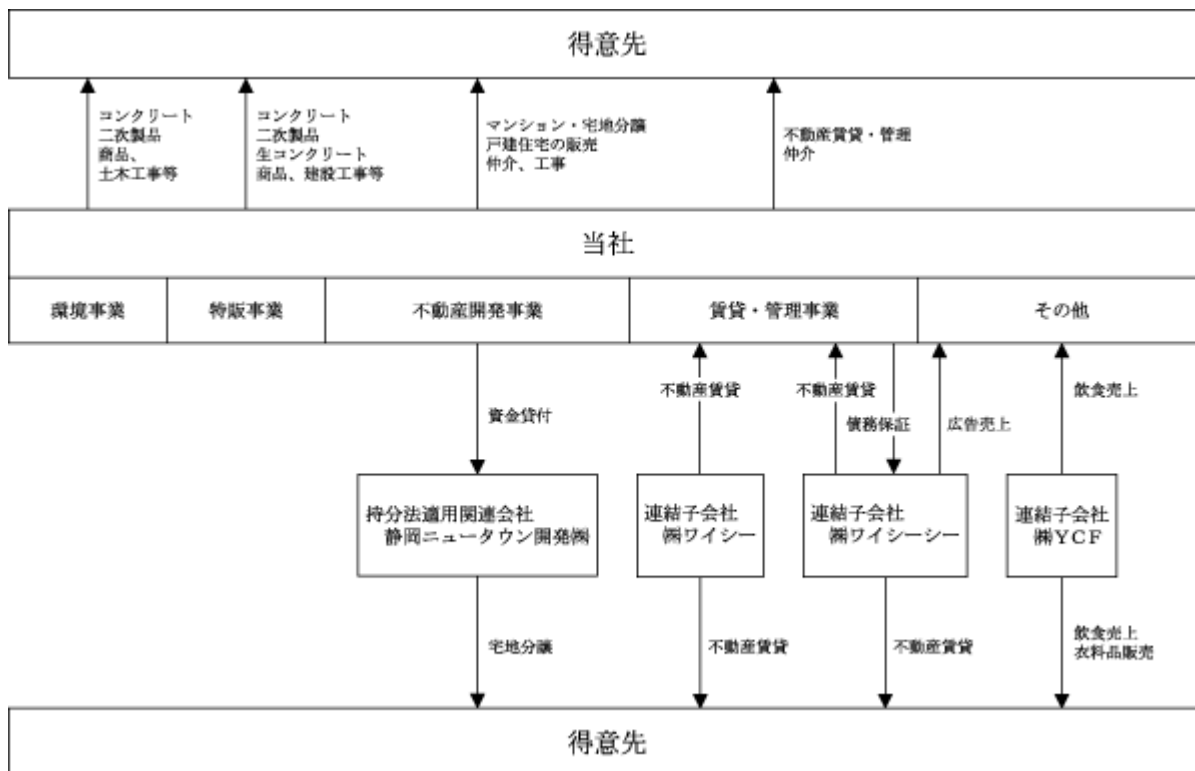 得意先
コンクリート
二次製品
商品、
土木工事等
コンクリート
二次製品
生コンクリート
商品、建設工事等
マンション・宅地分譲
戸建住宅の販売
仲介、工事
不動産賃貸・管理
仲介
当社
環境事業
特販事業
不動産開発事業
賃貸・管理事業
その他
資金貸付
不動産賃貸
不動産賃貸
債務保証
広告売上
飲食売上
持分法適用関連会社
静岡ニュータウン開発㈱
連結子会社
㈱ワイシー
連結子会社
㈱ワイシーシー
連結子会社
㈱YCF
宅地分譲
不動産賃貸
不動産賃貸
飲食売上
衣料品販売
得意先